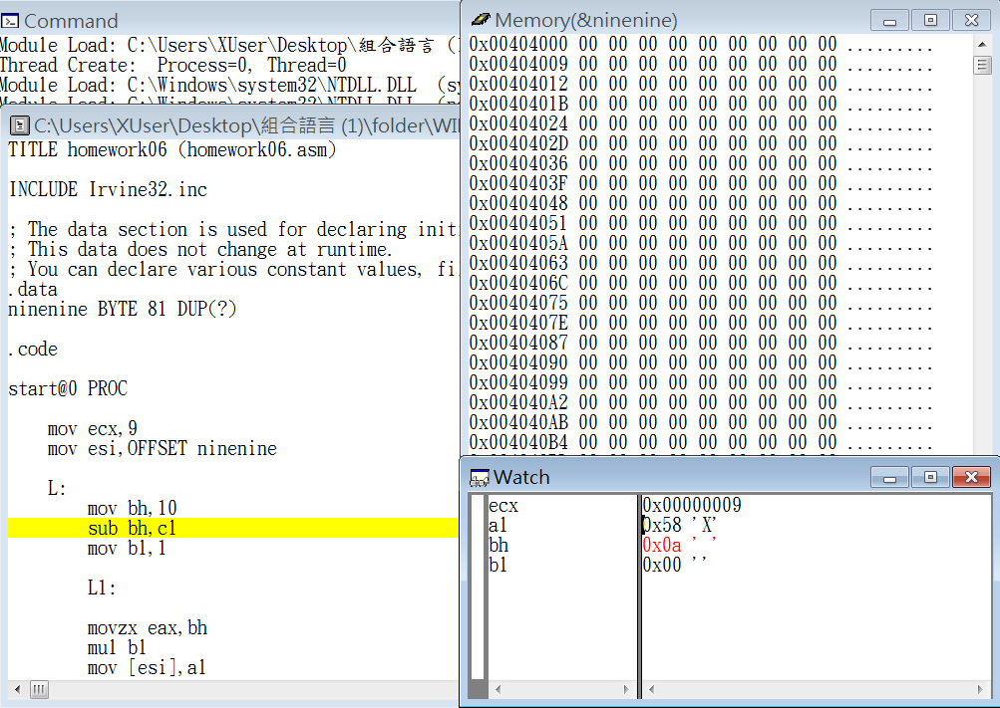 Command
Module Load: C:\Users\XUser\Desktop\組合語言 (
Thread Create:  Process=0, Thread=0
Module Load: C:\Windows\system32\NTDLL.DLL  (sy
C:\Users\XUser\Desktop\組合語言 (1)\folder\WI
TITLE homework06 (homework06.asm)
INCLUDE Irvine32.inc
; The data section is used for declaring init
; This data does not change at runtime.
; You can declare various constant values, fi
.data
ninenine BYTE 81 DUP(?)
.code
start@0 PROC
mov ecx,9
mov esi,OFFSET ninenine
L:
mov bh,10
sub bh,cl
mov bl,1
L1:
movzx eax,bh
mul bl
mov [esi],al
Memory(&ninenine)
0x00404000 00 00 00 00 00 00 00 00 00 .........
0x00404009 00 00 00 00 00 00 00 00 00 .........
0x00404012 00 00 00 00 00 00 00 00 00 .........
0x0040401B 00 00 00 00 00 00 00 00 00 .........
0x00404024 00 00 00 00 00 00 00 00 00 .........
0x0040402D 00 00 00 00 00 00 00 00 00 .........
0x00404036 00 00 00 00 00 00 00 00 00 .........
0x0040403F 00 00 00 00 00 00 00 00 00 .........
0x00404048 00 00 00 00 00 00 00 00 00 .........
0x00404051 00 00 00 00 00 00 00 00 00 .........
0x0040405A 00 00 00 00 00 00 00 00 00 .........
0x00404063 00 00 00 00 00 00 00 00 00 .........
0x0040406C 00 00 00 00 00 00 00 00 00 .........
0x00404075 00 00 00 00 00 00 00 00 00 .........
0x0040407E 00 00 00 00 00 00 00 00 00 .........
0x00404087 00 00 00 00 00 00 00 00 00 .........
0x00404090 00 00 00 00 00 00 00 00 00 .........
0x00404099 00 00 00 00 00 00 00 00 00 .........
0x004040A2 00 00 00 00 00 00 00 00 00 .........
0x004040AB 00 00 00 00 00 00 00 00 00 .........
0x004040B4 00 00 00 00 00 00 00 00 00 .........
Watch
ecx 0x00000009
al 0x58 'X'
bh 0x0a ' '
bl 0x00 ''